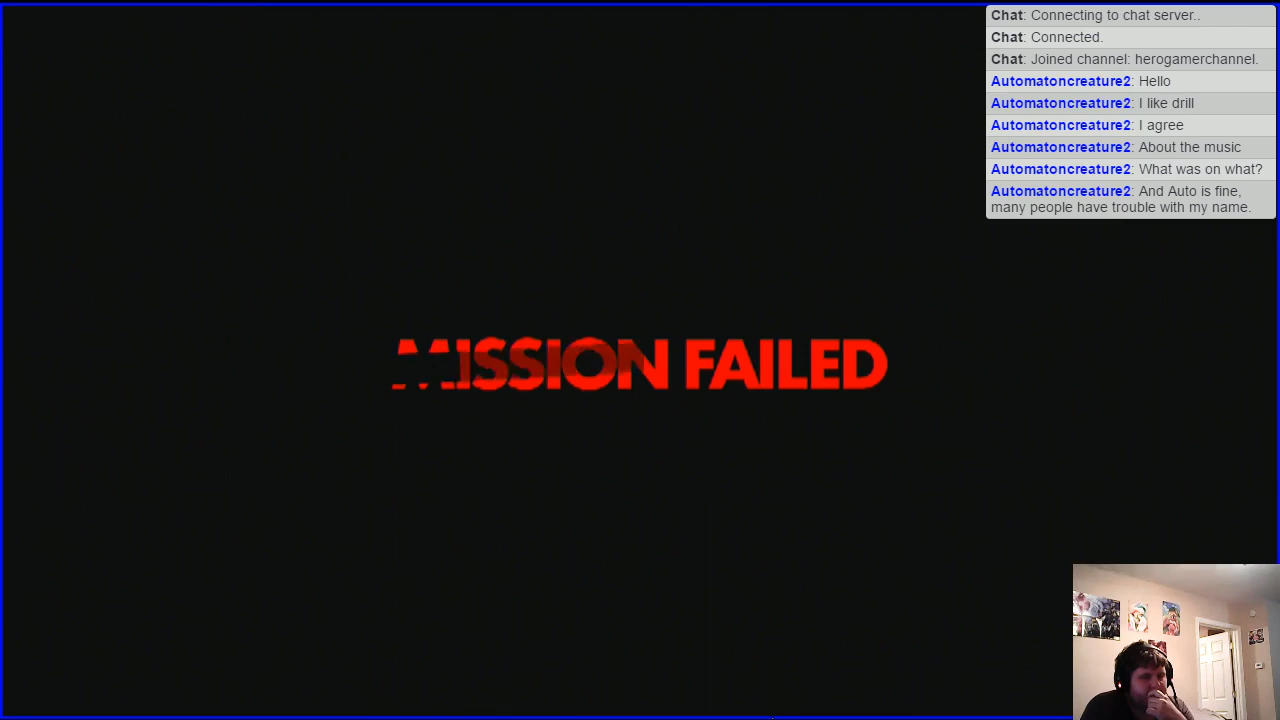 Chat: Connecting to chat server..
Chat: Connected.
Chat: Joined channel: herogamerchannel.
Automatoncreature2: Hello
Automatoncreature2: I like drill
Automatoncreature2: I agree
Automatoncreature2: About the music
Automatoncreature2: What was on what?
Automatoncreature2: And Auto is fine,
many people have trouble with my name.
MISSION FAILED